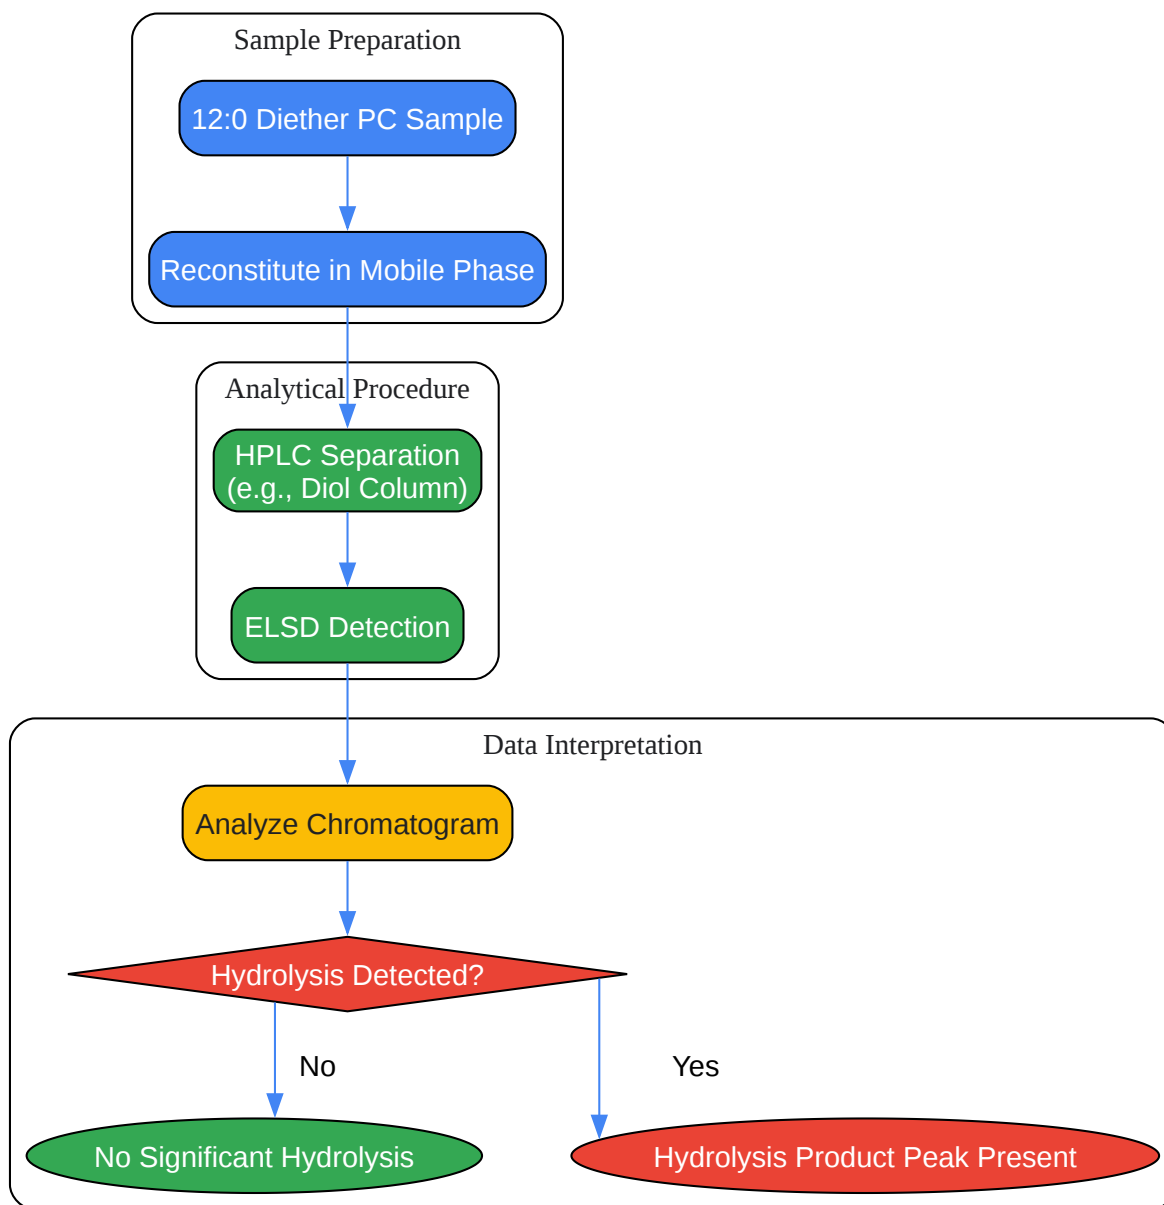 Sample Preparation
12:0 Diether PC Sample
Reconstitute in Mobile Phase
Analytical Procedure
HPLC Separation
(e.g., Diol Column)
ELSD Detection
Data Interpretation
Analyze Chromatogram
Hydrolysis Detected?
No
Yes
No Significant Hydrolysis
Hydrolysis Product Peak Present